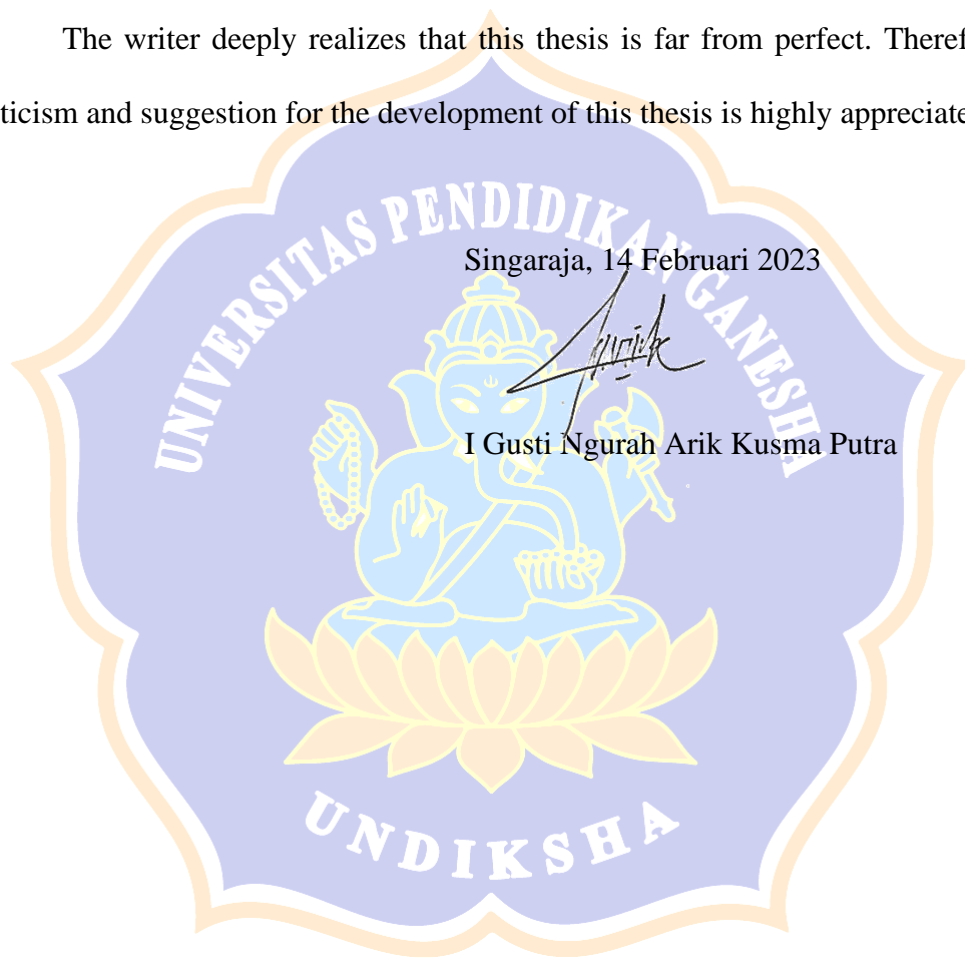 The writer deeply realizes that this thesis is far from perfect. Theref
ticism and suggestion for the development of this thesis is highly appreciate
UNIVERSITAS PENDIDIKAN GANESHA
Singaraja, 14 Februari 2023
I Gusti Ngurah Arik Kusma Putra
UNDIKSHA